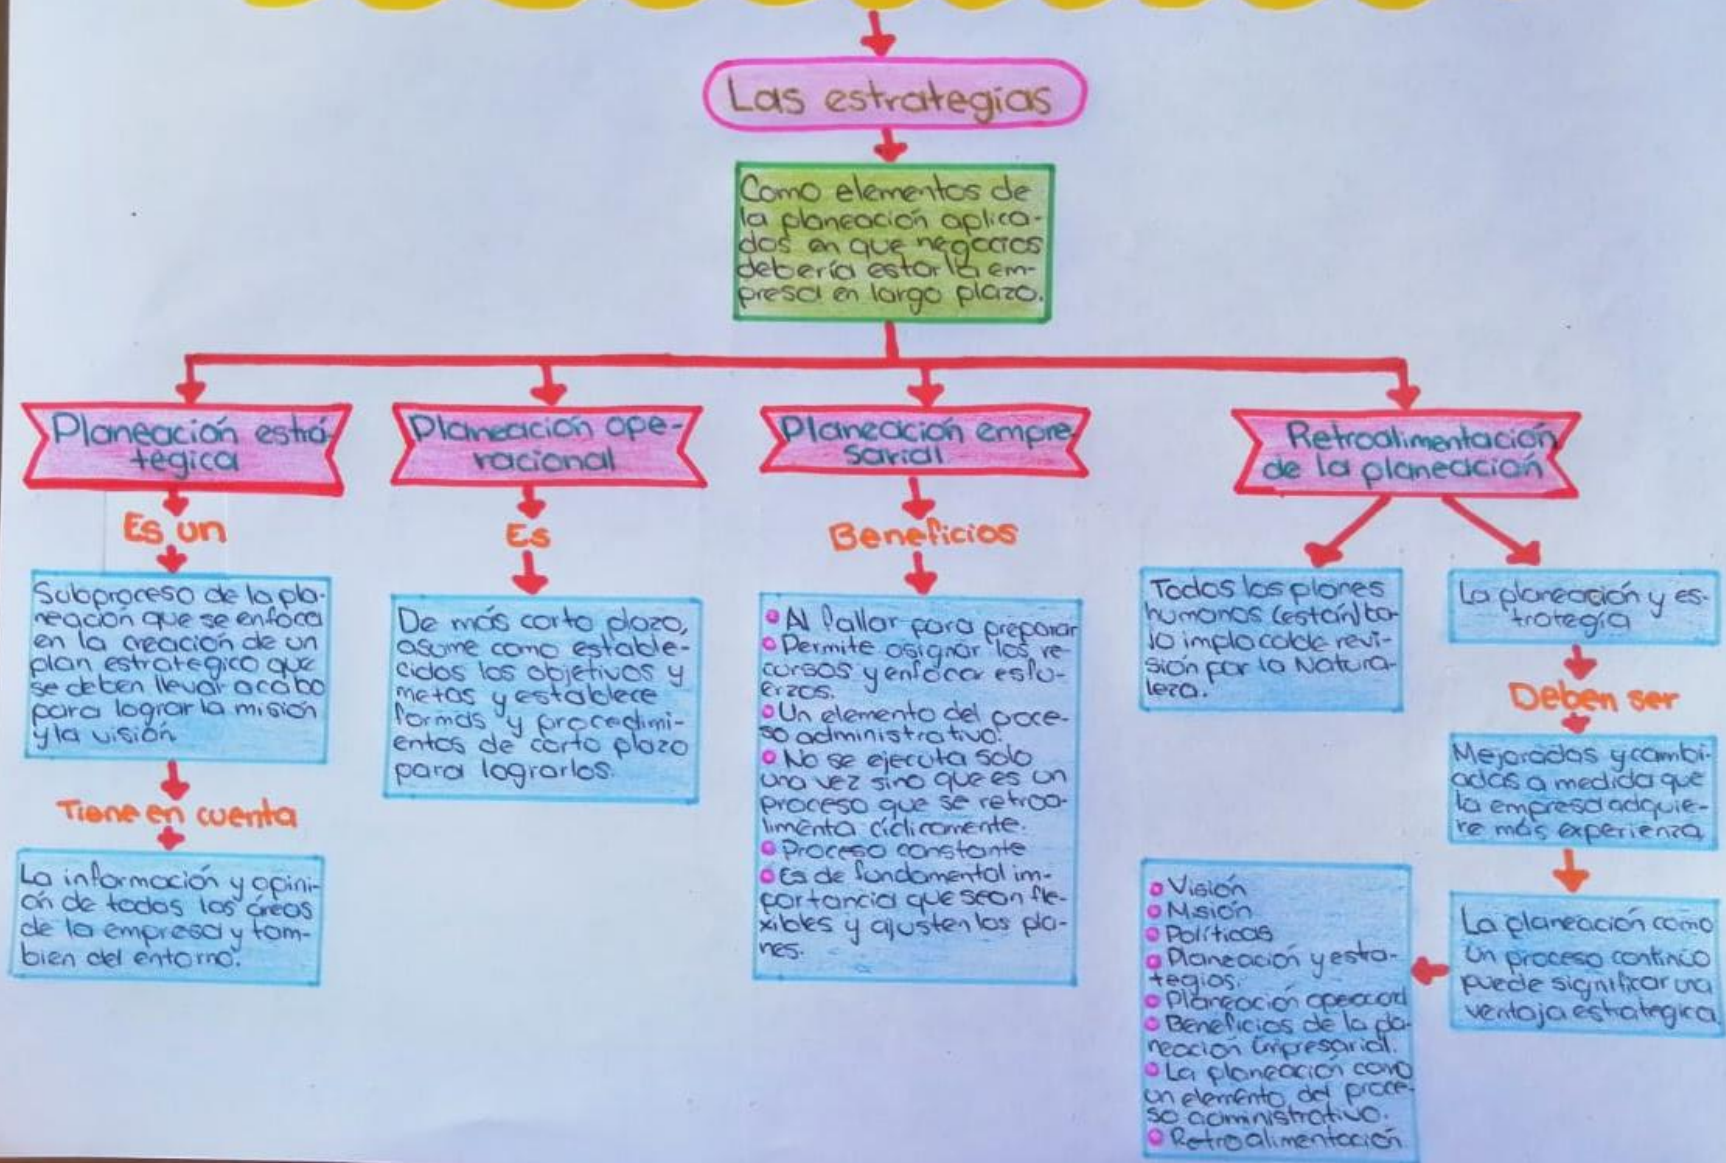 Las estrategias
Como elementos de
la planeación aplica-
dos en que negocios
debería estar la em-
presa en largo plazo.
Planeación estra-
tégica
Es un
Subproceso de la pla-
neación que se enfoca
en la creación de un
plan estrategico que
se deben llevar acabo
para lograr la misión
y la visión
Tiene en cuenta
La información y opini-
ón de todas las áreas
de la empresa y tam-
bien del entorno.
Planeación ope-
racional
Es
De más corto plazo,
asume como estable-
cidos los objetivos y
metas y establece
formas y procedimi-
entos de corto plazo
para lograrlos.
Planeación empre
sarial
Beneficios
Al fallar para preparar
Permite asignar los re
cursos y enfocar esfu-
erzos.
Un elemento del poce-
so administrativo.
No se ejecuta solo
una vez sino que es un
proceso que se retroa-
limenta cíclicamente.
Proceso constante
Es de fundamental im-
portancia que sean fle-
xibles y ajusten los pla-
nes.
Retroalimentación
de la planeación
Todos los planes
humanos (están) ba-
jo implacable revi-
sión por la Natura-
leza.
La planeación y es-
trategia
Deben ser
Mejoradas y cambi-
adas a medida que
la empresa adquie-
re más experienza
La planeación como
un proceso continuo
puede significar una
ventaja estrategica
Visión
Misión
Políticas
Planeación y estra-
tegias.
Planeación
Beneficios de la pla-
neación Empresarial.
La planeación como
un elemento del proce-
so administrativo.
Retroalimentación